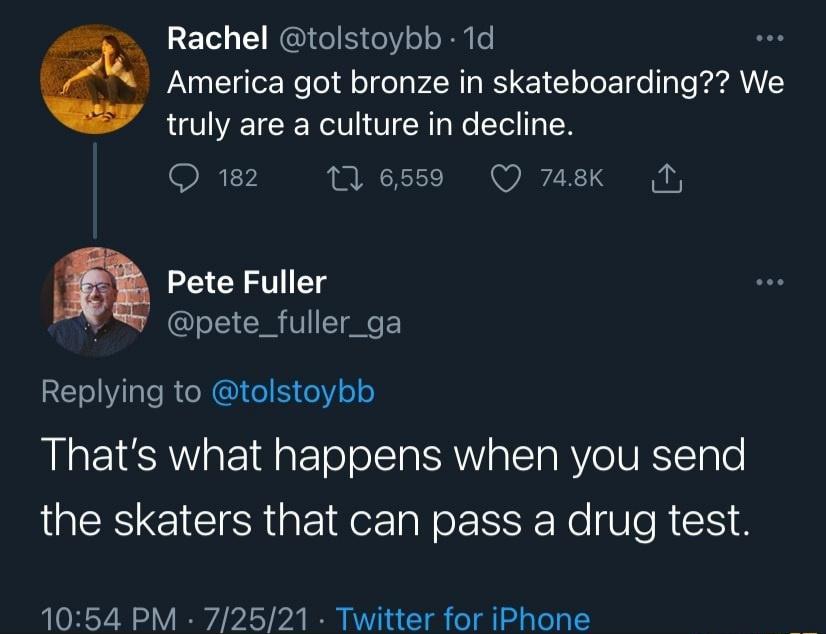 Rachel @tolstoybb · 1d
America got bronze in skateboarding?? We
truly are a culture in decline.
182 6,559 74.8K
Pete Fuller
@pete_fuller_ga
Replying to @tolstoybb
That's what happens when you send
the skaters that can pass a drug test.
10:54 PM · 7/25/21 · Twitter for iPhone